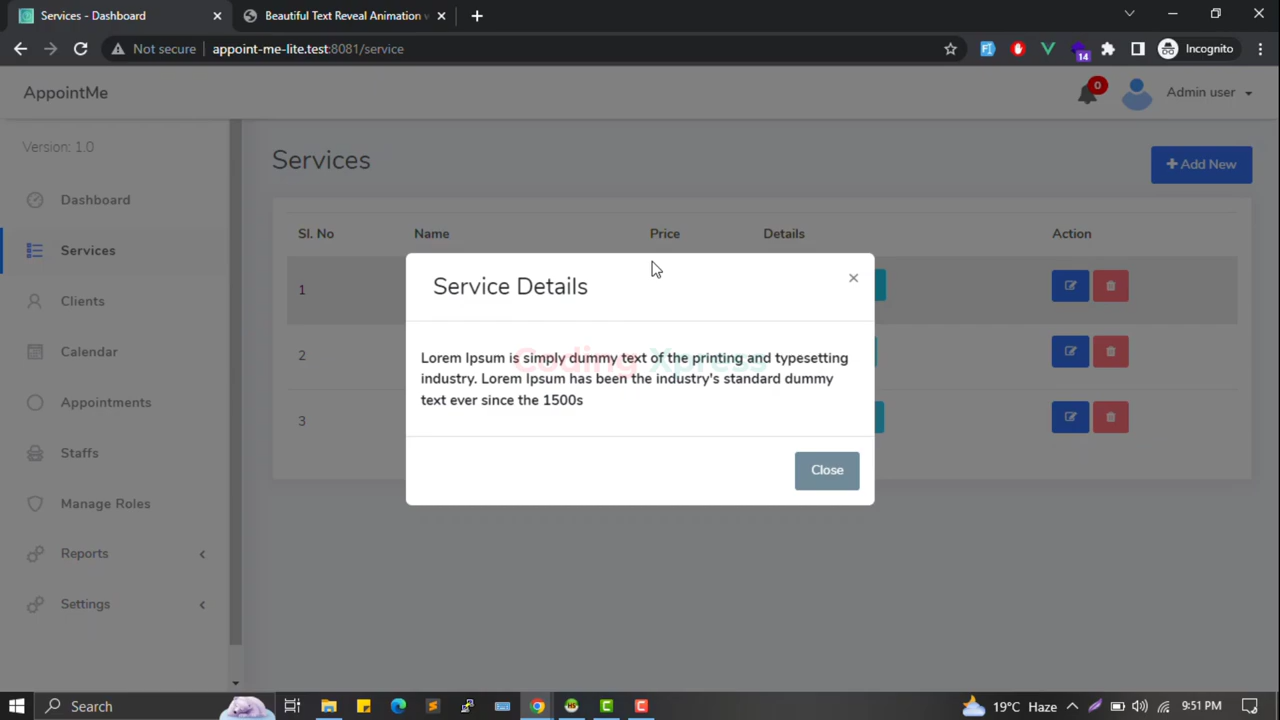 Services - Dashboard
Beautiful Text Reveal Animation
Not secure
appoint-me-lite.test:8081/service
14
Incognito
AppointMe
0
Admin user
Version: 1.0
Services
Add New
Dashboard
Services
Clients
Calendar
Appointments
Staffs
Manage Roles
Reports
Settings
Sl. No Name Price Details Action
1
2
3
Service Details
×
Lorem Ipsum is simply dummy text of the printing and typesetting
industry. Lorem Ipsum has been the industry's standard dummy
text ever since the 1500s
Coding Xpress
Close
Search
19°C Haze
9:51 PM